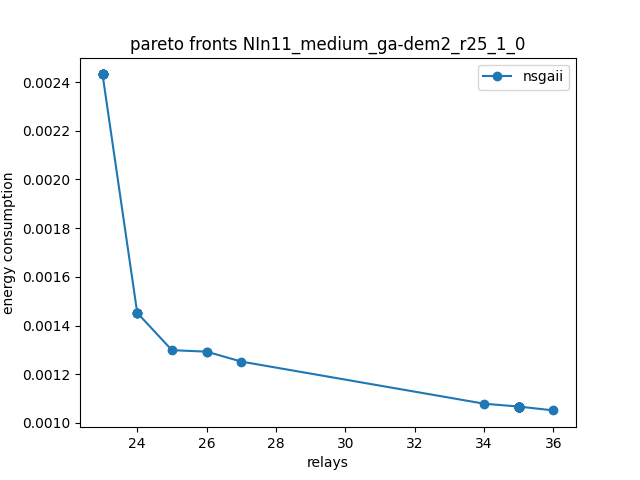 pareto fronts NIn11_medium_ga-dem2_r25_1_0
nsgaii
energy consumption
0.0024
0.0022
0.0020
0.0018
0.0016
0.0014
0.0012
0.0010
24 26 28 30 32 34 36
relays